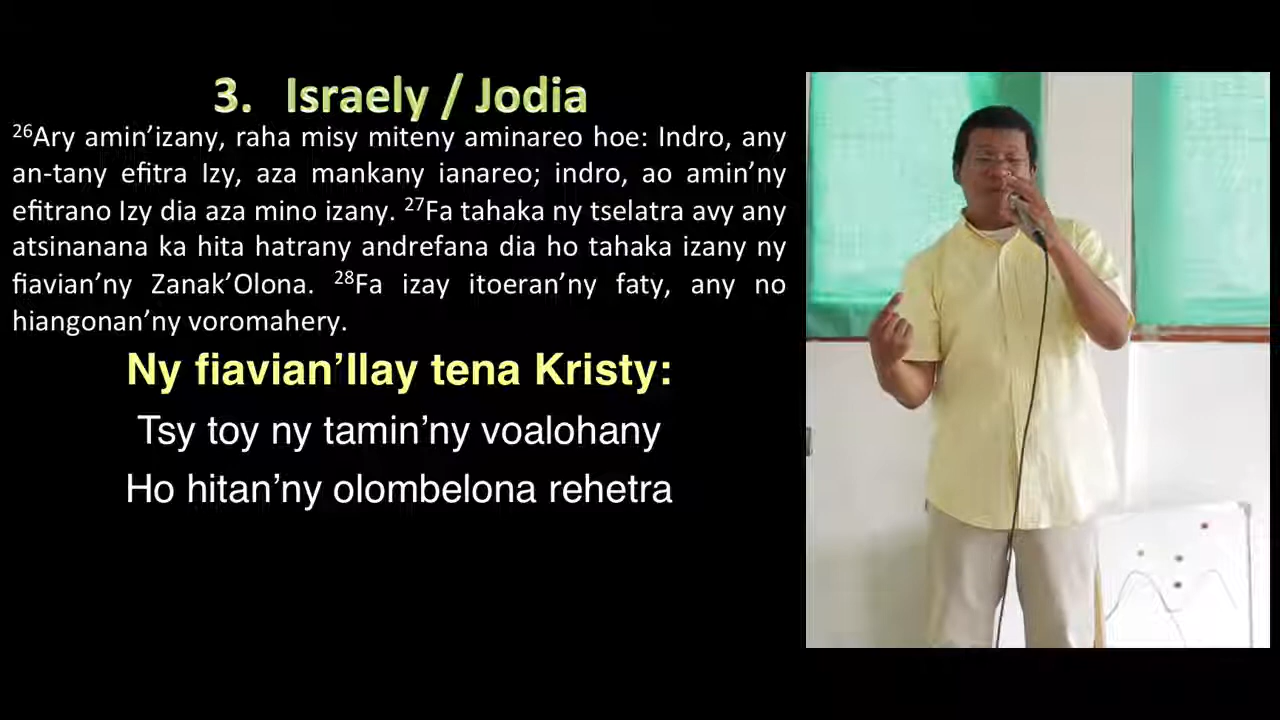 3. Israely / Jodia
²⁶Ary amin’izany, raha misy miteny aminareo hoe: Indro, any
an-tany efitra Izy, aza mankany ianareo; indro, ao amin’ny
efitrano Izy dia aza mino izany. ²⁷Fa tahaka ny tselatra avy any
atsinanana ka hita hatrany andrefana dia ho tahaka izany ny
fiavian’ny Zanak’Olona. ²⁸Fa izay itoeran’ny faty, any no
hiangonan’ny voromahery.
Ny fiavian’Ilay tena Kristy:
Tsy toy ny tamin’ny voalohany
Ho hitan’ny olombelona rehetra